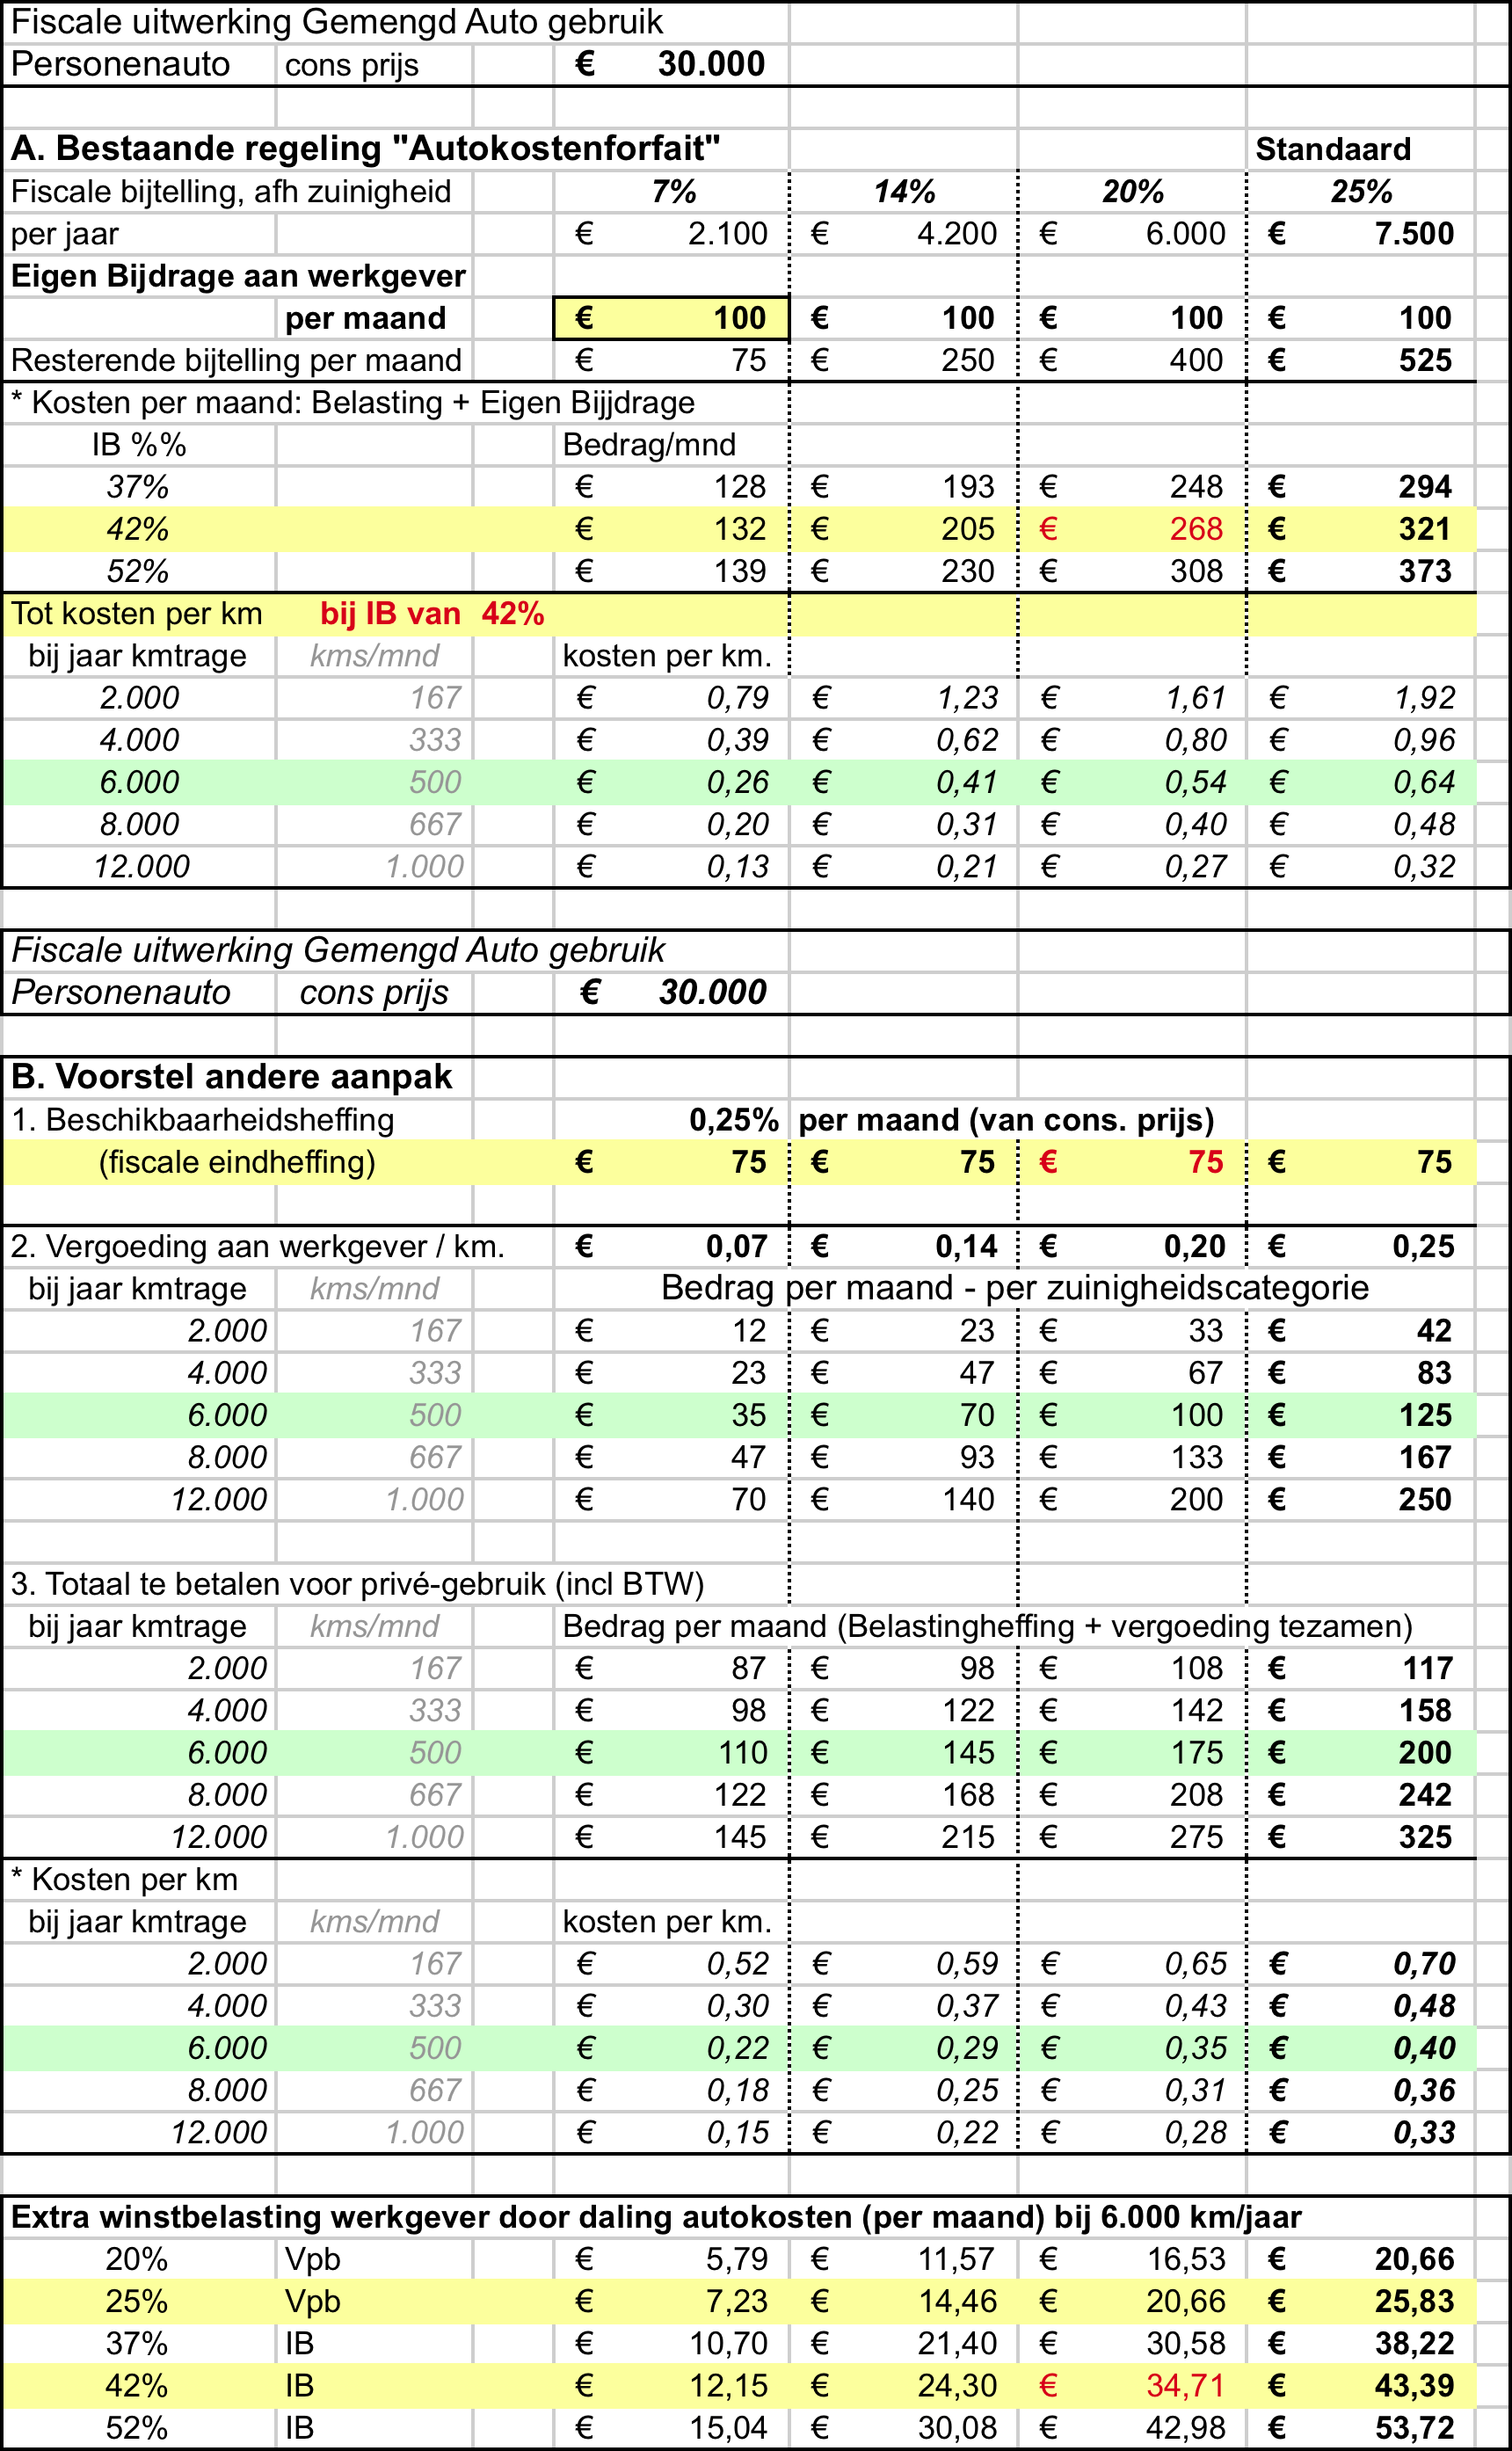 Fiscale uitwerking Gemengd Auto gebruik
Personenauto cons prijs € 30.000
A. Bestaande regeling "Autokostenforfait" Standaard
Fiscale bijtelling, afh zuinigheid 7% 14% 20% 25%
per jaar € 2.100 € 4.200 € 6.000 € 7.500
Eigen Bijdrage aan werkgever
per maand € 100 € 100 € 100 € 100
Resterende bijtelling per maand € 75 € 250 € 400 € 525
* Kosten per maand: Belasting + Eigen Bijjdrage
IB %% Bedrag/mnd
37% € 128 € 193 € 248 € 294
42% € 132 € 205 € 268 € 321
52% € 139 € 230 € 308 € 373
Tot kosten per km bij IB van 42%
bij jaar kmtrage kms/mnd kosten per km.
2.000 167 € 0,79 € 1,23 € 1,61 € 1,92
4.000 333 € 0,39 € 0,62 € 0,80 € 0,96
6.000 500 € 0,26 € 0,41 € 0,54 € 0,64
8.000 667 € 0,20 € 0,31 € 0,40 € 0,48
12.000 1.000 € 0,13 € 0,21 € 0,27 € 0,32
Fiscale uitwerking Gemengd Auto gebruik
Personenauto cons prijs € 30.000
B. Voorstel andere aanpak
1. Beschikbaarheidsheffing 0,25% per maand (van cons. prijs)
(fiscale eindheffing) € 75 € 75 € 75 € 75
2. Vergoeding aan werkgever / km. € 0,07 € 0,14 € 0,20 € 0,25
bij jaar kmtrage kms/mnd Bedrag per maand - per zuinigheidscategorie
2.000 167 € 12 € 23 € 33 € 42
4.000 333 € 23 € 47 € 67 € 83
6.000 500 € 35 € 70 € 100 € 125
8.000 667 € 47 € 93 € 133 € 167
12.000 1.000 € 70 € 140 € 200 € 250
3. Totaal te betalen voor privé-gebruik (incl BTW)
bij jaar kmtrage kms/mnd Bedrag per maand (Belastingheffing + vergoeding tezamen)
2.000 167 € 87 € 98 € 108 € 117
4.000 333 € 98 € 122 € 142 € 158
6.000 500 € 110 € 145 € 175 € 200
8.000 667 € 122 € 168 € 208 € 242
12.000 1.000 € 145 € 215 € 275 € 325
* Kosten per km
bij jaar kmtrage kms/mnd kosten per km.
2.000 167 € 0,52 € 0,59 € 0,65 € 0,70
4.000 333 € 0,30 € 0,37 € 0,43 € 0,48
6.000 500 € 0,22 € 0,29 € 0,35 € 0,40
8.000 667 € 0,18 € 0,25 € 0,31 € 0,36
12.000 1.000 € 0,15 € 0,22 € 0,28 € 0,33
Extra winstbelasting werkgever door daling autokosten (per maand) bij 6.000 km/jaar
20% Vpb € 5,79 € 11,57 € 16,53 € 20,66
25% Vpb € 7,23 € 14,46 € 20,66 € 25,83
37% IB € 10,70 € 21,40 € 30,58 € 38,22
42% IB € 12,15 € 24,30 € 34,71 € 43,39
52% IB € 15,04 € 30,08 € 42,98 € 53,72